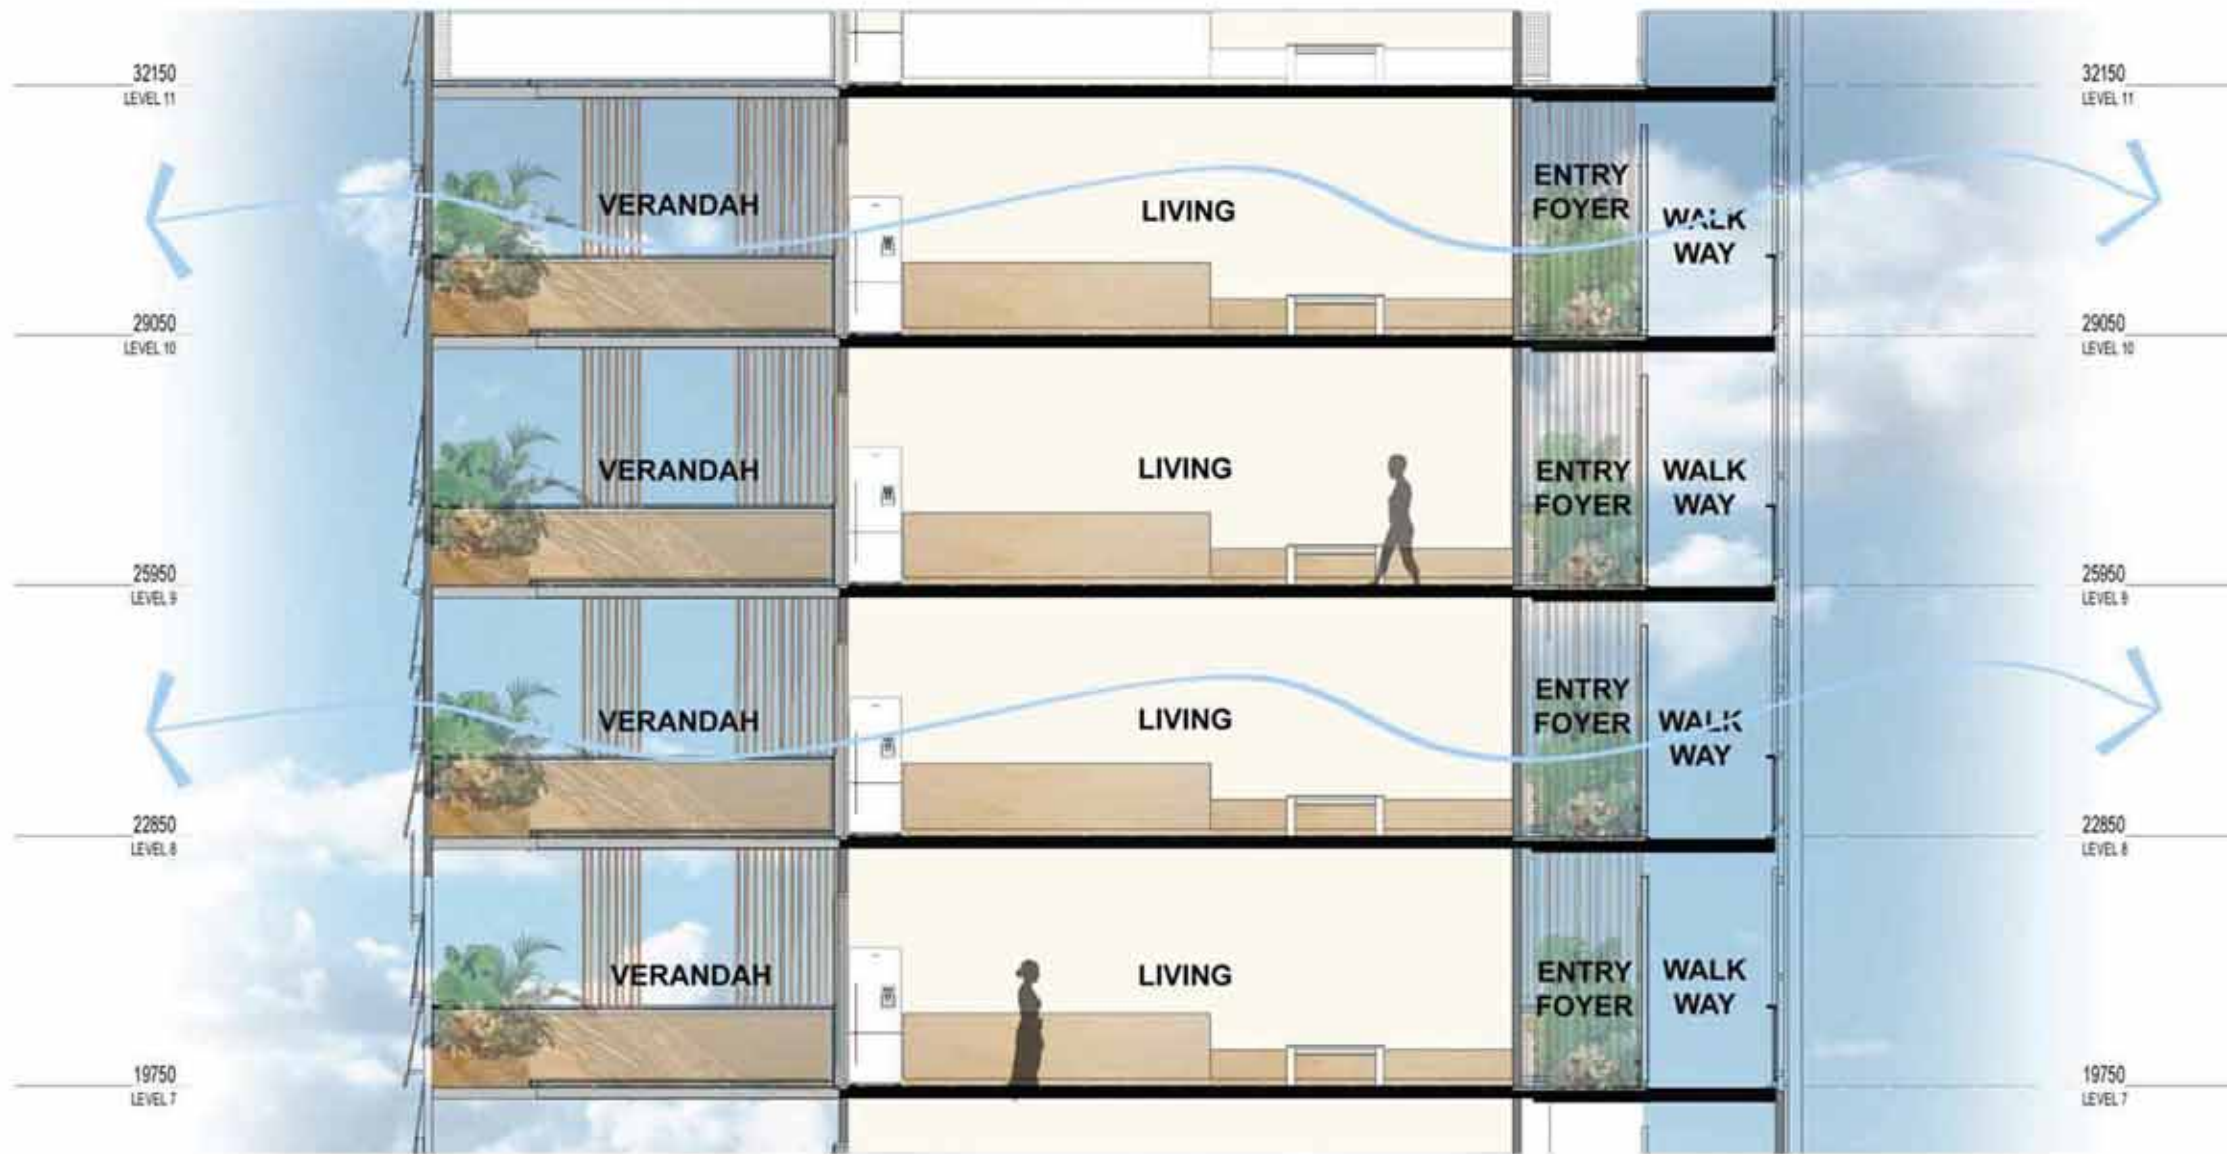 32150
LEVEL 11
32150
LEVEL 11
VERANDAH
LIVING
ENTRY
FOYER
WALK
WAY
29050
LEVEL 10
29050
LEVEL 10
VERANDAH
LIVING
ENTRY
FOYER
WALK
WAY
25950
LEVEL 9
25950
LEVEL 9
VERANDAH
LIVING
ENTRY
FOYER
WALK
WAY
22850
LEVEL 8
22850
LEVEL 8
VERANDAH
LIVING
ENTRY
FOYER
WALK
WAY
19750
LEVEL 7
19750
LEVEL 7